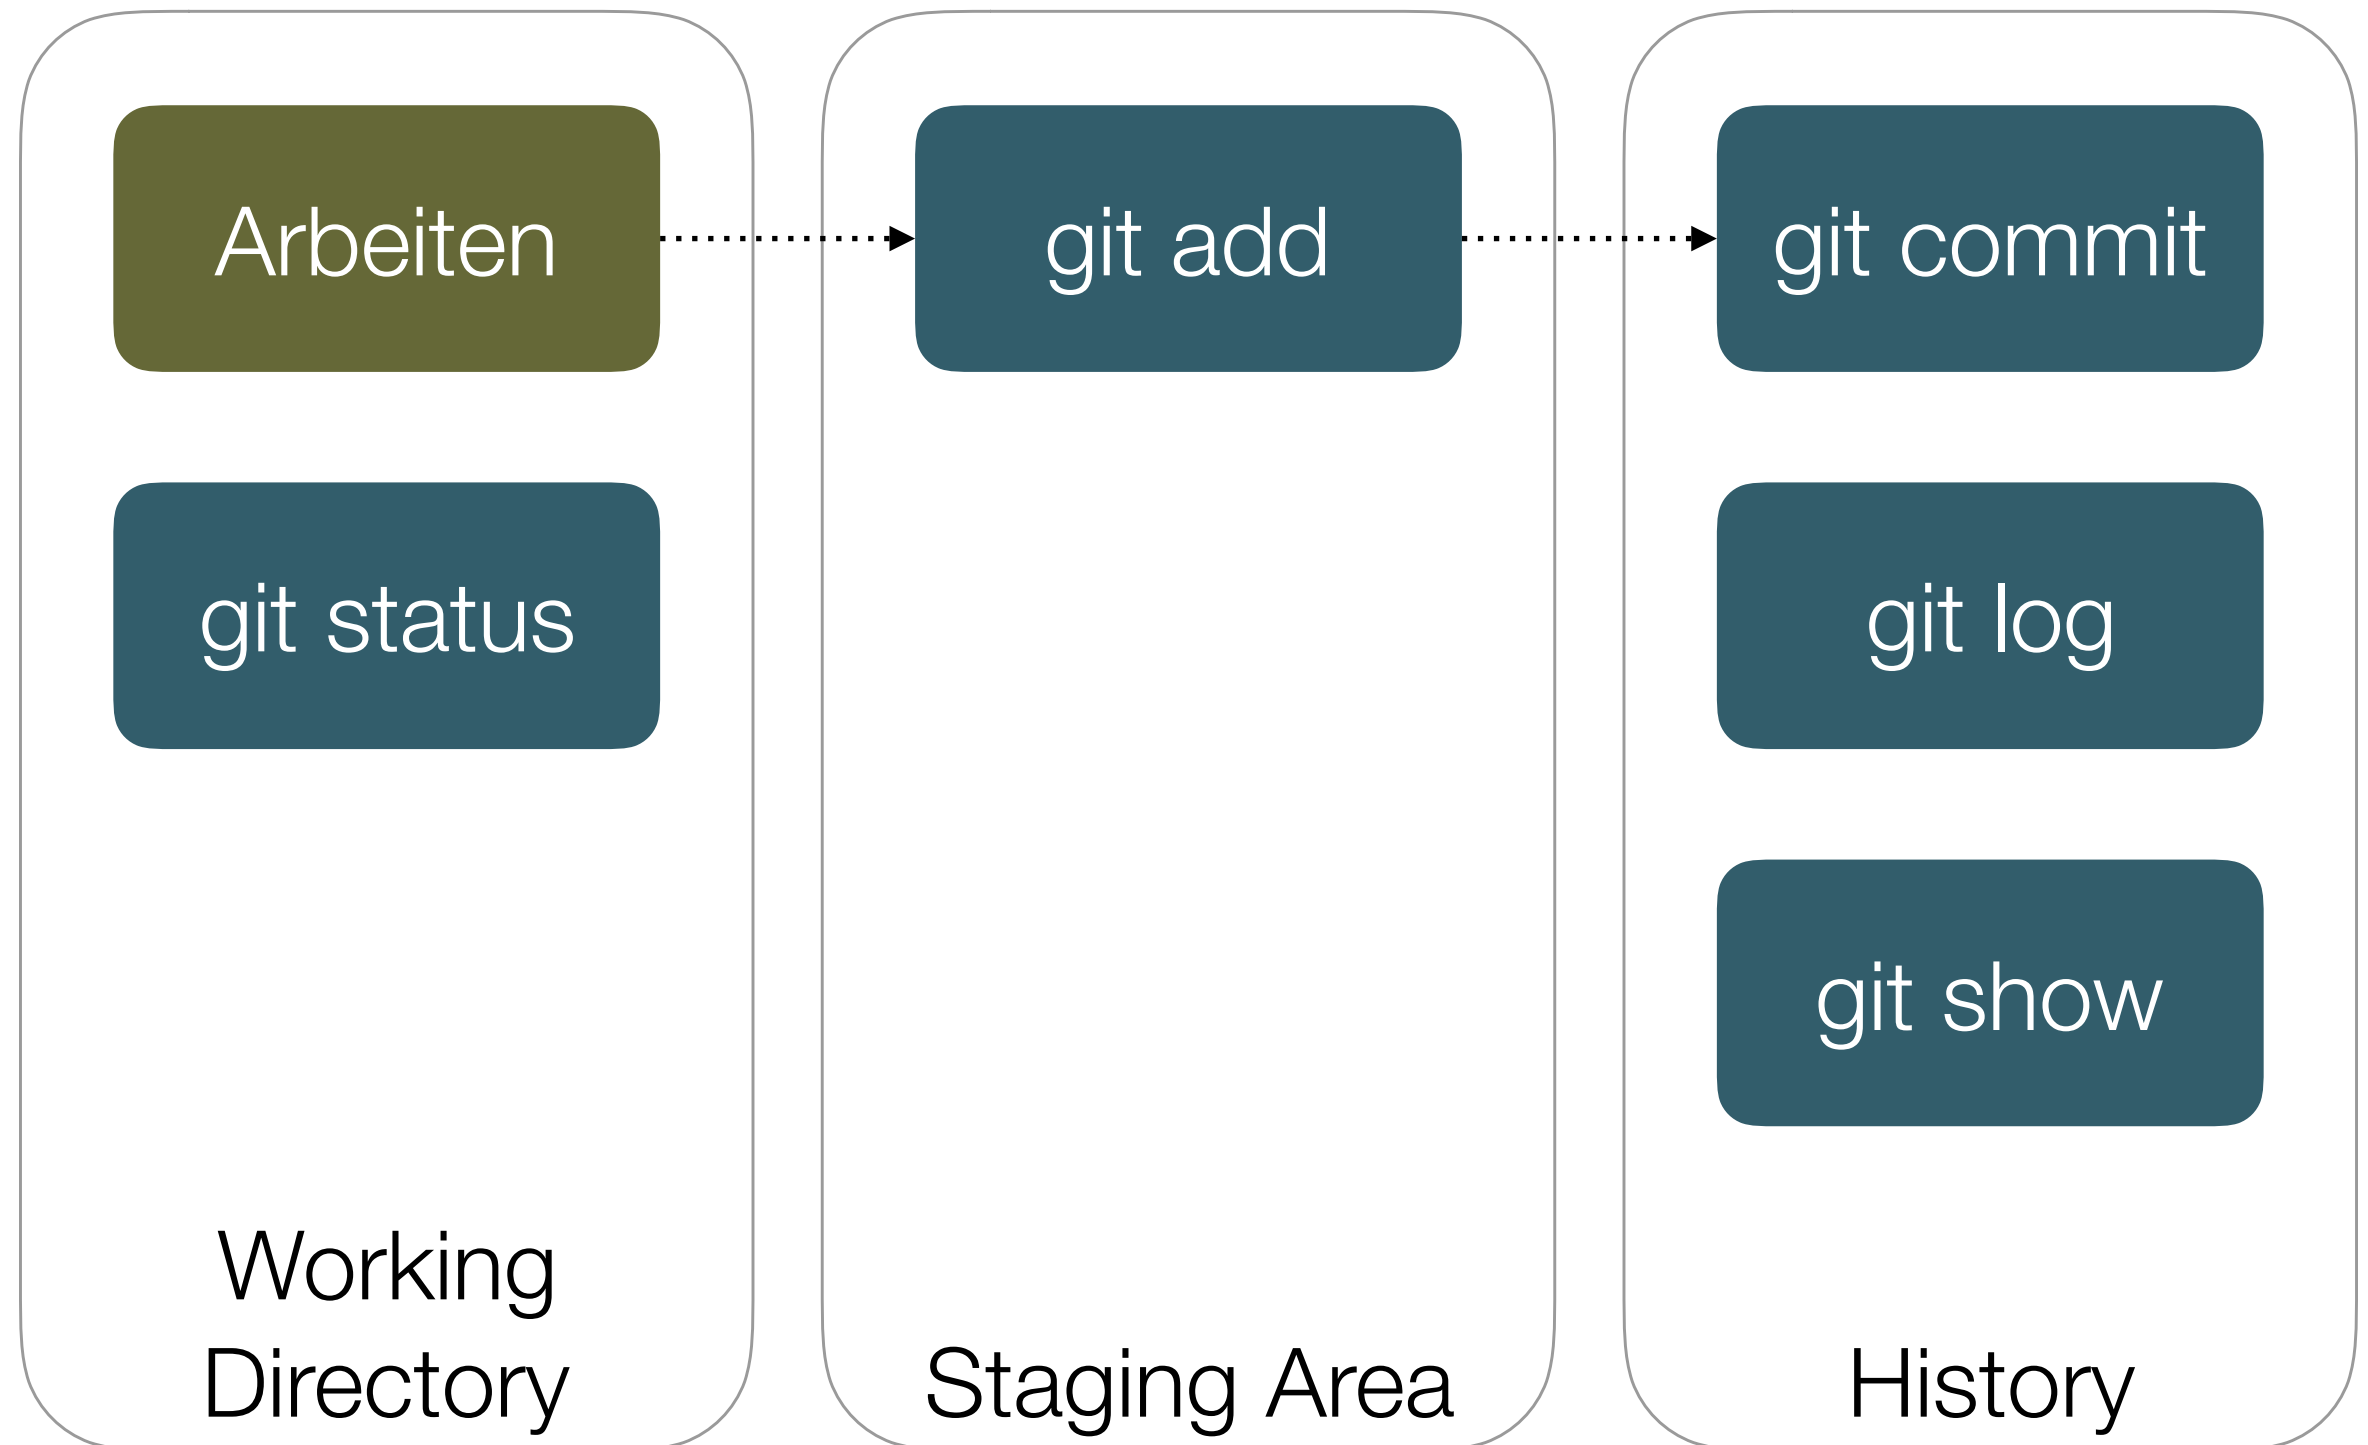 Arbeiten
git add
git commit
git status
git log
git show
Working
Directory
Staging Area
History